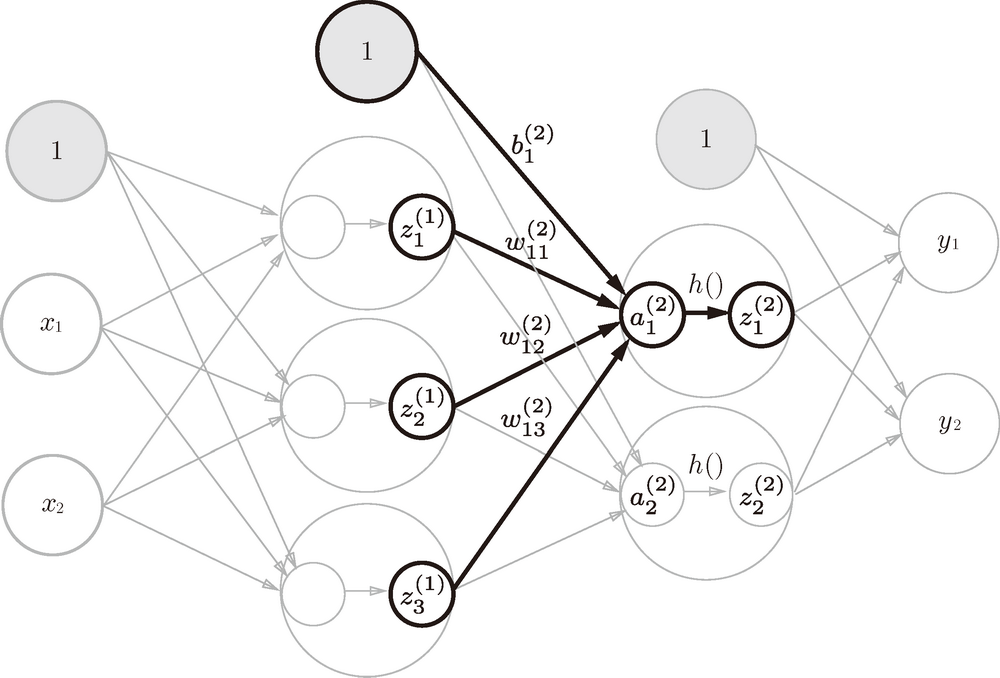 1
1
1
b_1^{(2)}
z_1^{(1)}
w_{11}^{(2)}
y_1
h()
x_1
a_1^{(2)}
z_1^{(2)}
w_{12}^{(2)}
z_2^{(1)}
w_{13}^{(2)}
y_2
h()
x_2
a_2^{(2)}
z_2^{(2)}
z_3^{(1)}